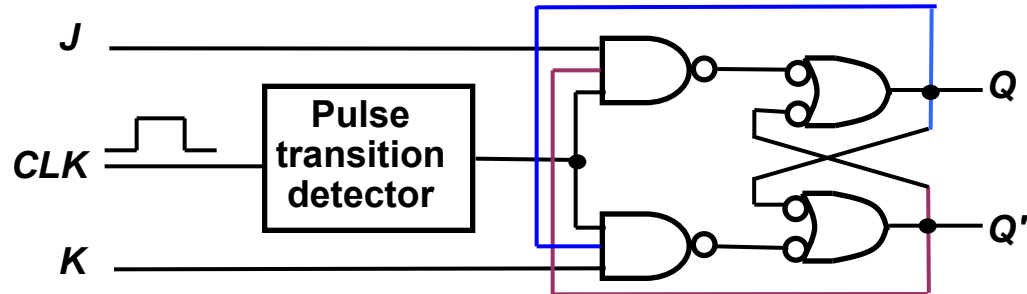 J
Pulse
transition
detector
CLK
K
Q
Q'